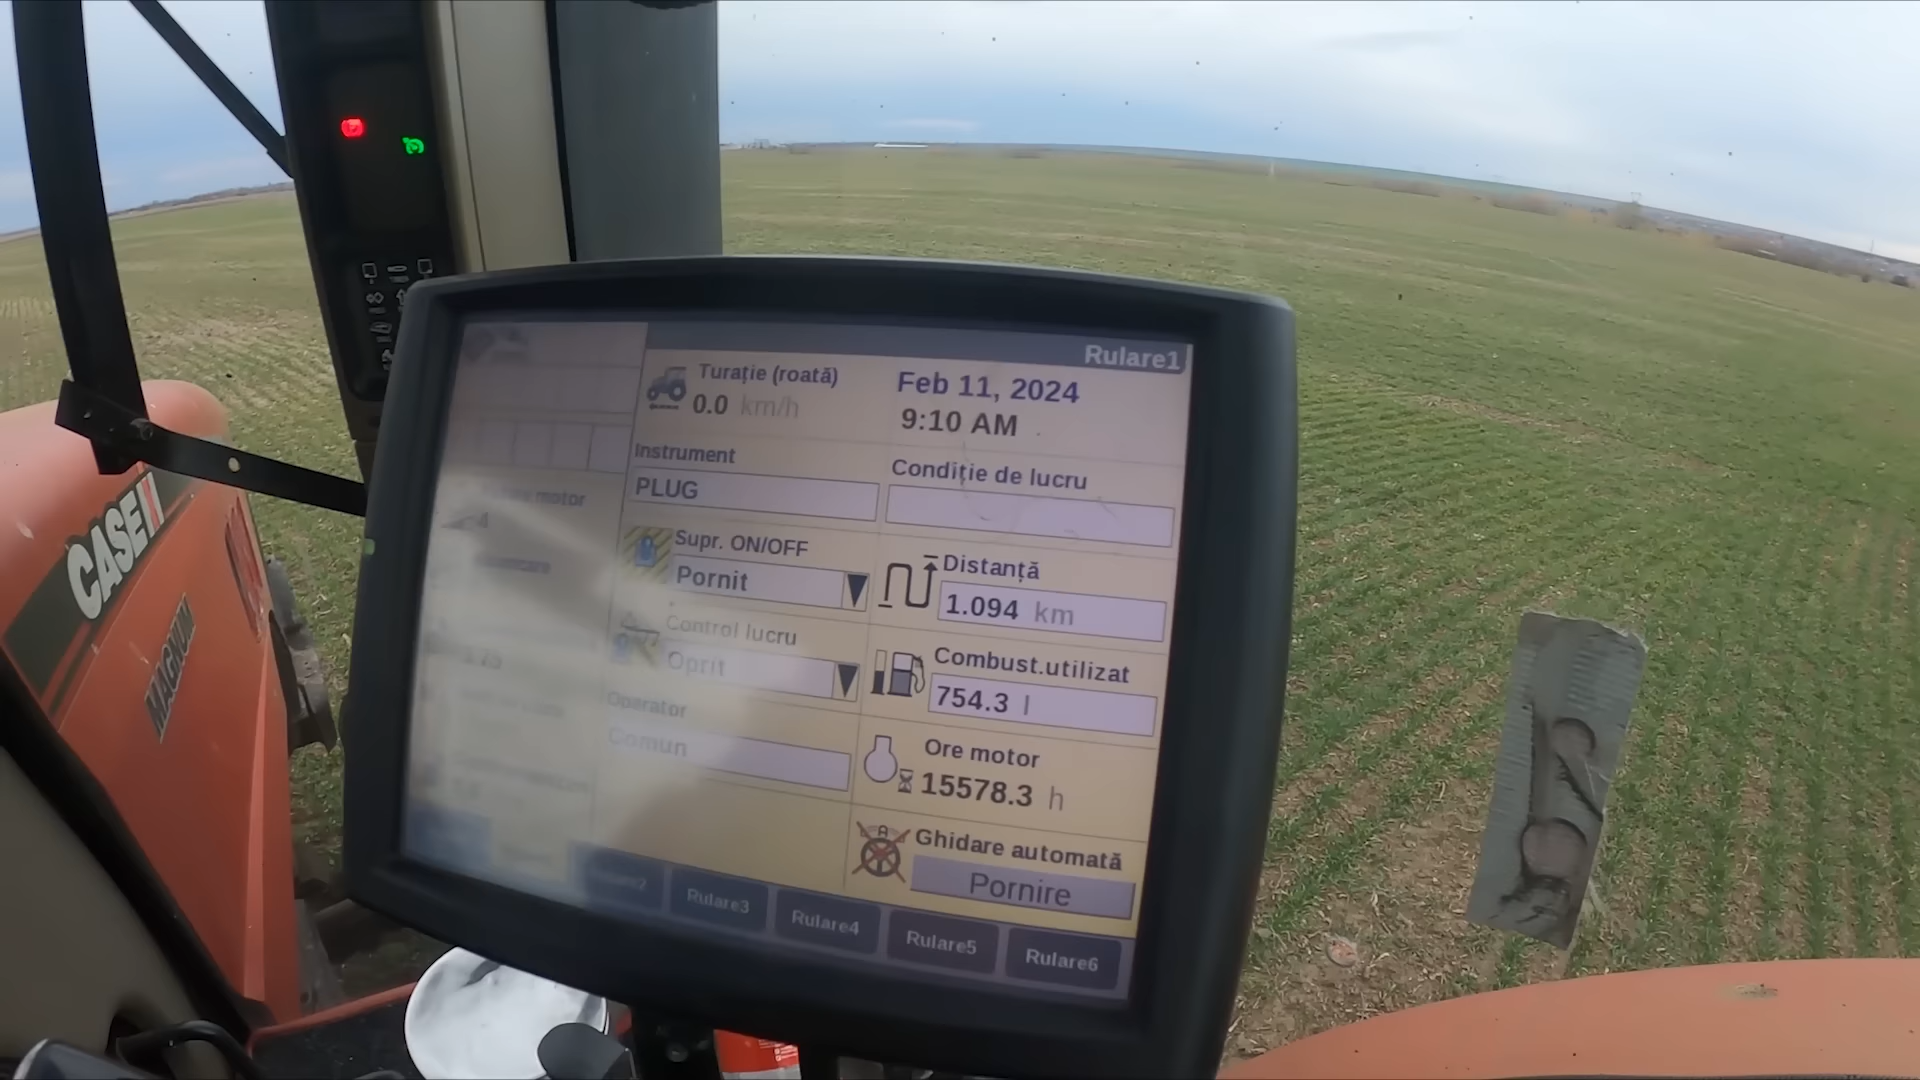 Rulare1
Turație (roată)
0.0 km/h
Feb 11, 2024
9:10 AM
Instrument
PLUG
Condiție de lucru
Supr. ON/OFF
Pornit
Distanță
1.094 km
Control lucru
Oprit
Combust.utilizat
754.3 l
Operator
Comun
Ore motor
15578.3 h
Ghidare automată
Pornire
Rulare3
Rulare4
Rulare5
Rulare6
CASE IH
MAGNUM